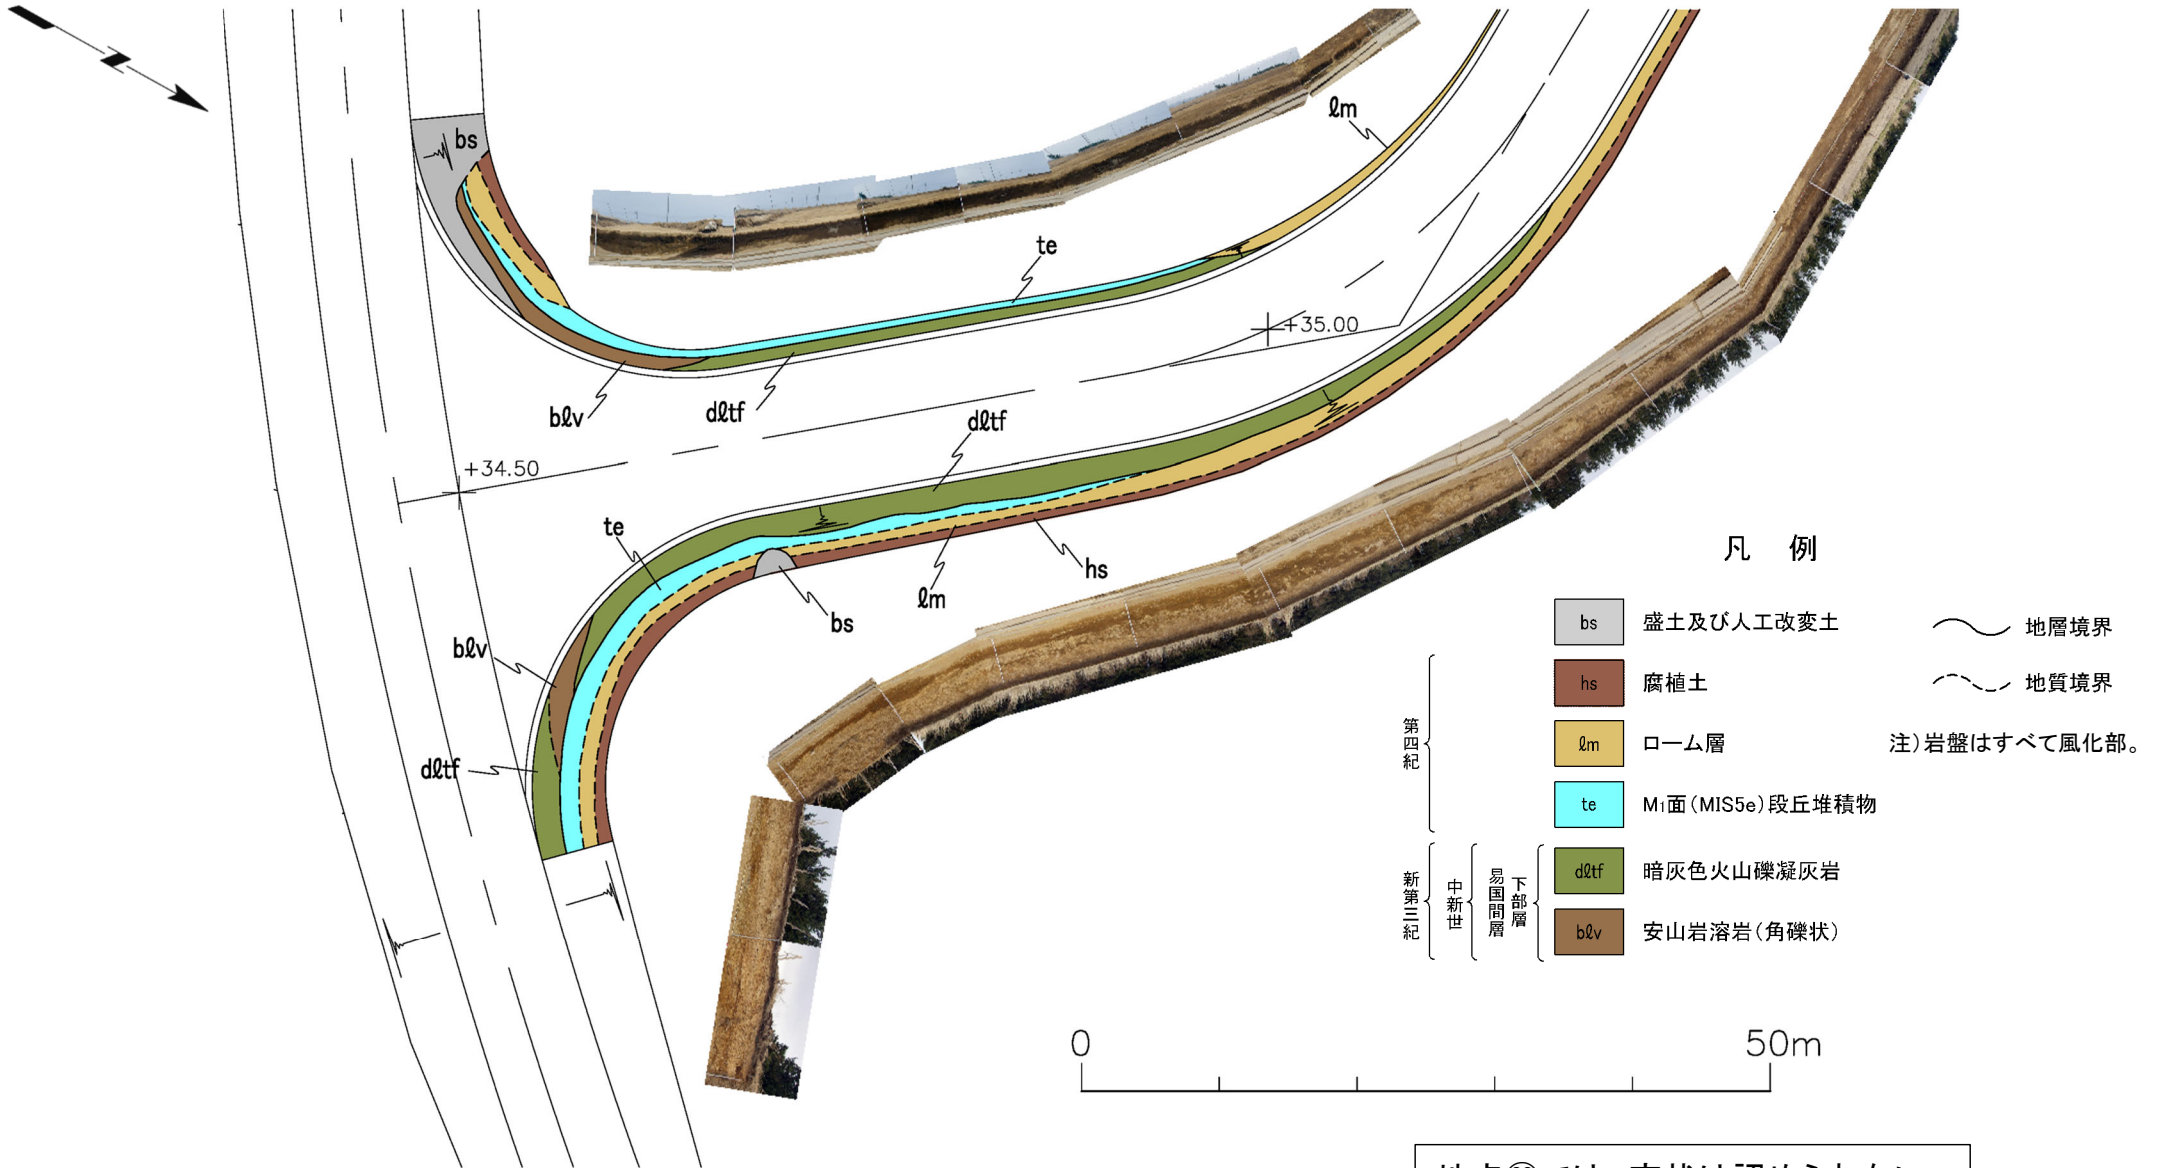 lm
bs
te
+35.00
blv
dltf
dltf
+34.50
te
hs
lm
bs
blv
dltf
凡 例
bs 盛土及び人工改変土
地層境界
hs 腐植土
地質境界
第四紀
lm ローム層
注)岩盤はすべて風化部。
te M1面(MIS5e)段丘堆積物
新第三紀
中新世
易国間層
下部層
dltf 暗灰色火山礫凝灰岩
blv 安山岩溶岩(角礫状)
0 50m